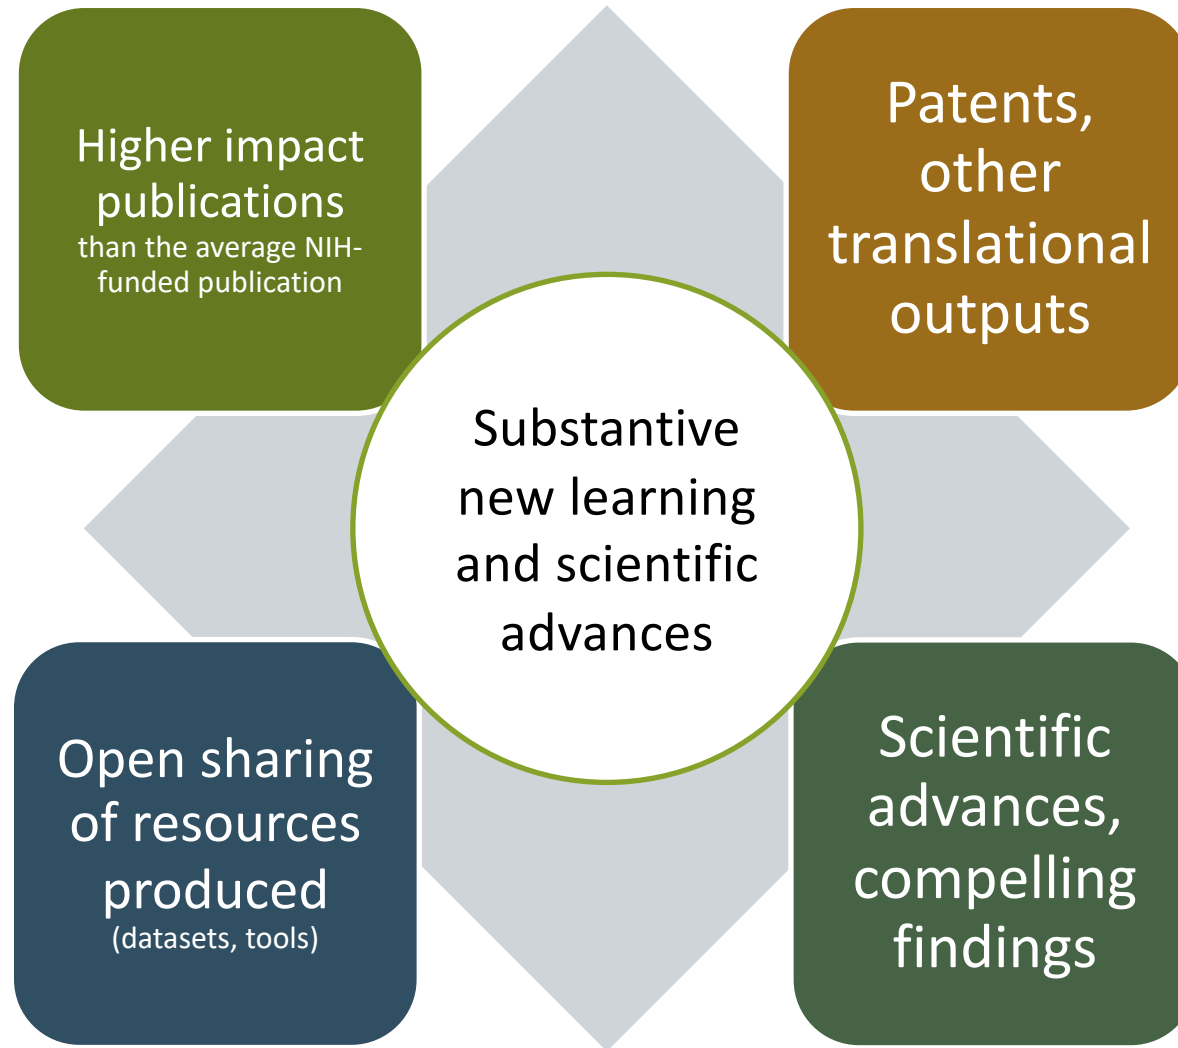 Higher impact
publications
than the average NIH-
funded publication
Patents,
other
translational
outputs
Substantive
new learning
and scientific
advances
Open sharing
of resources
produced
(datasets, tools)
Scientific
advances,
compelling
findings